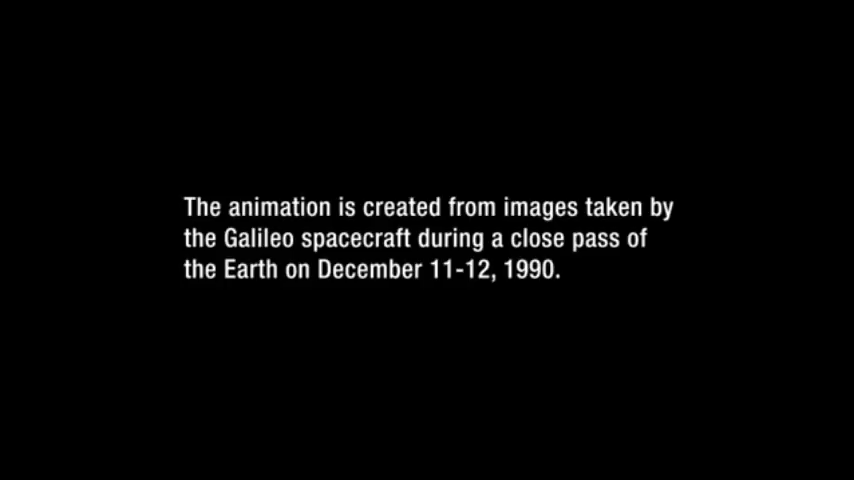 The animation is created from images taken by
the Galileo spacecraft during a close pass of
the Earth on December 11-12, 1990.